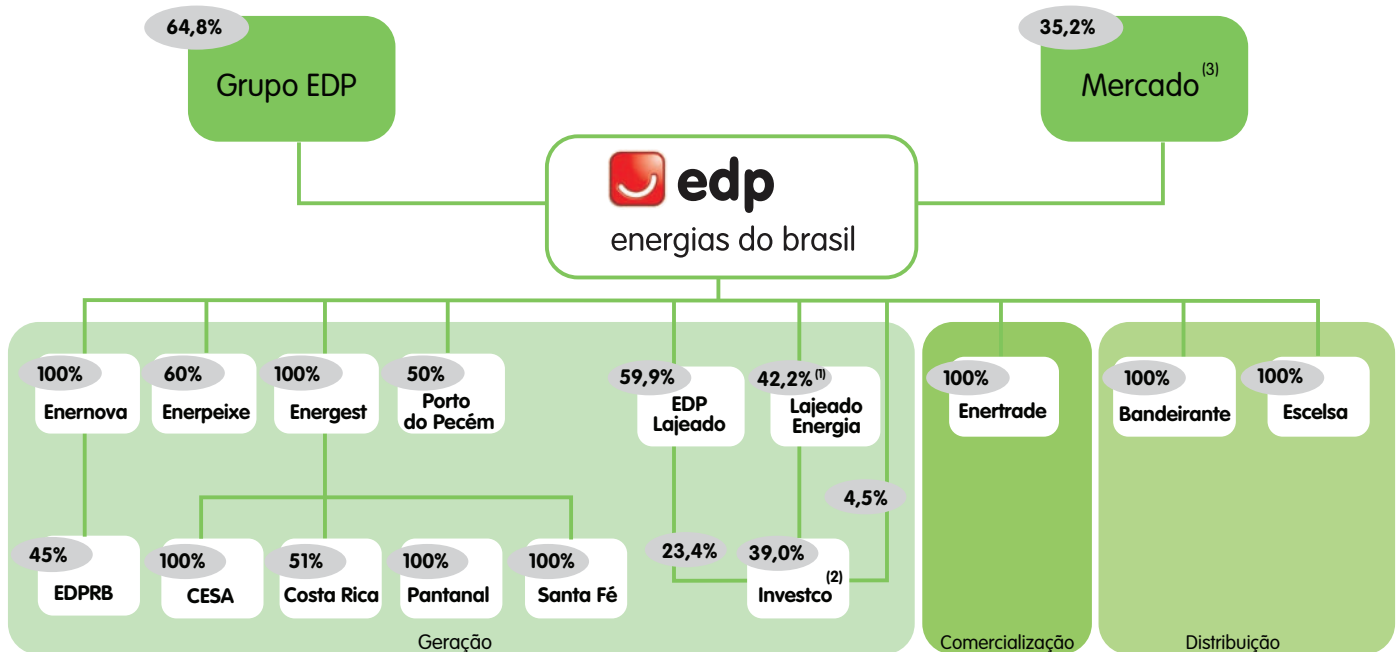 64,8%
Grupo EDP
35,2%
Mercado (3)
edp
energias do brasil
100%
Enernova
60%
Enerpeixe
100%
Energest
50%
Porto
do Pecém
59,9%
EDP
Lajeado
42,2% (1)
Lajeado
Energia
4,5%
100%
Enertrade
100%
Bandeirante
100%
Escelsa
45%
EDPRB
100%
CESA
51%
Costa Rica
100%
Pantanal
100%
Santa Fé
23,4%
39,0%
Investco (2)
Geração
Comercialização
Distribuição